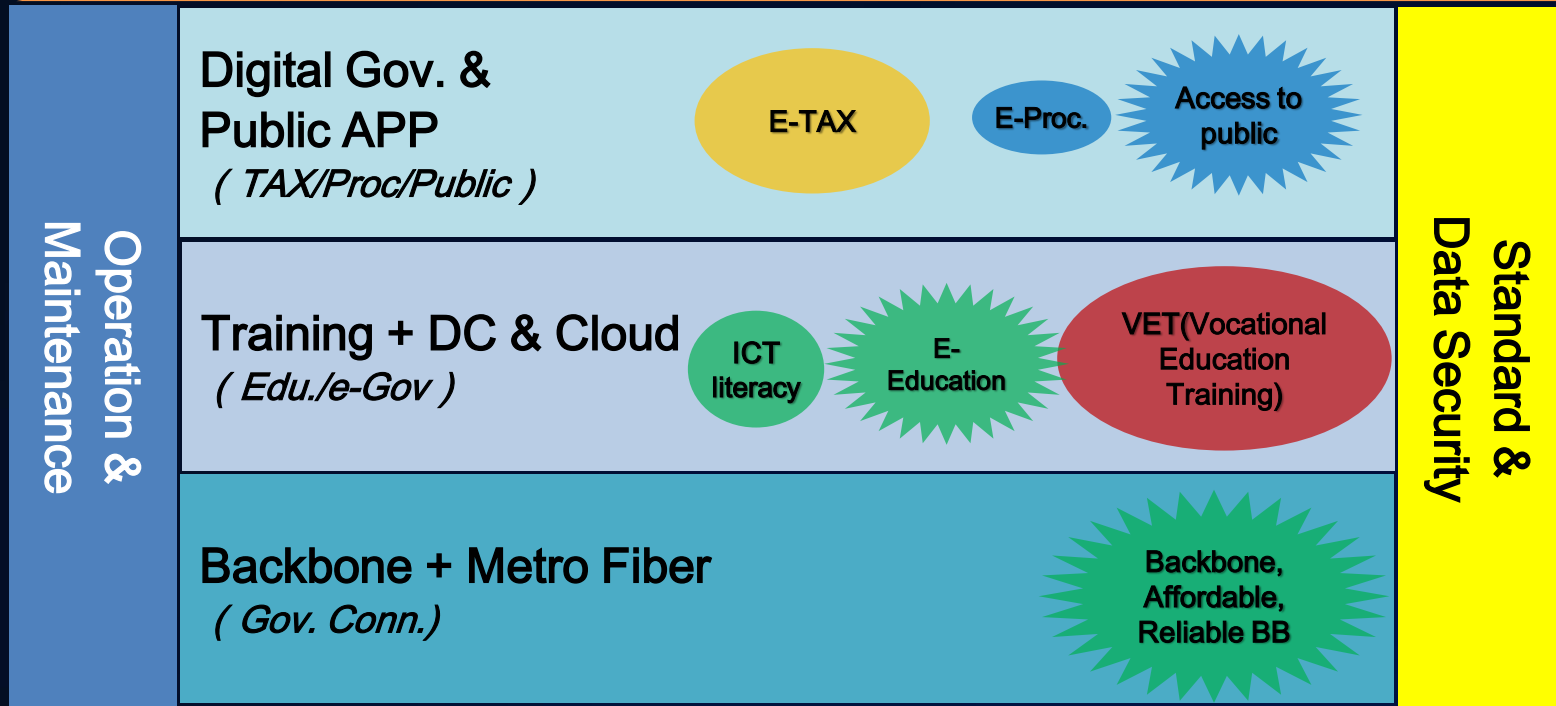 Operation &
Maintenance
Digital Gov. &
Public APP
( TAX/Proc/Public )
E-TAX
E-Proc.
Access to
public
Training + DC & Cloud
( Edu./e-Gov )
ICT
literacy
E-
Education
VET(Vocational
Education
Training)
Backbone + Metro Fiber
( Gov. Conn.)
Backbone,
Affordable,
Reliable BB
Standard &
Data Security